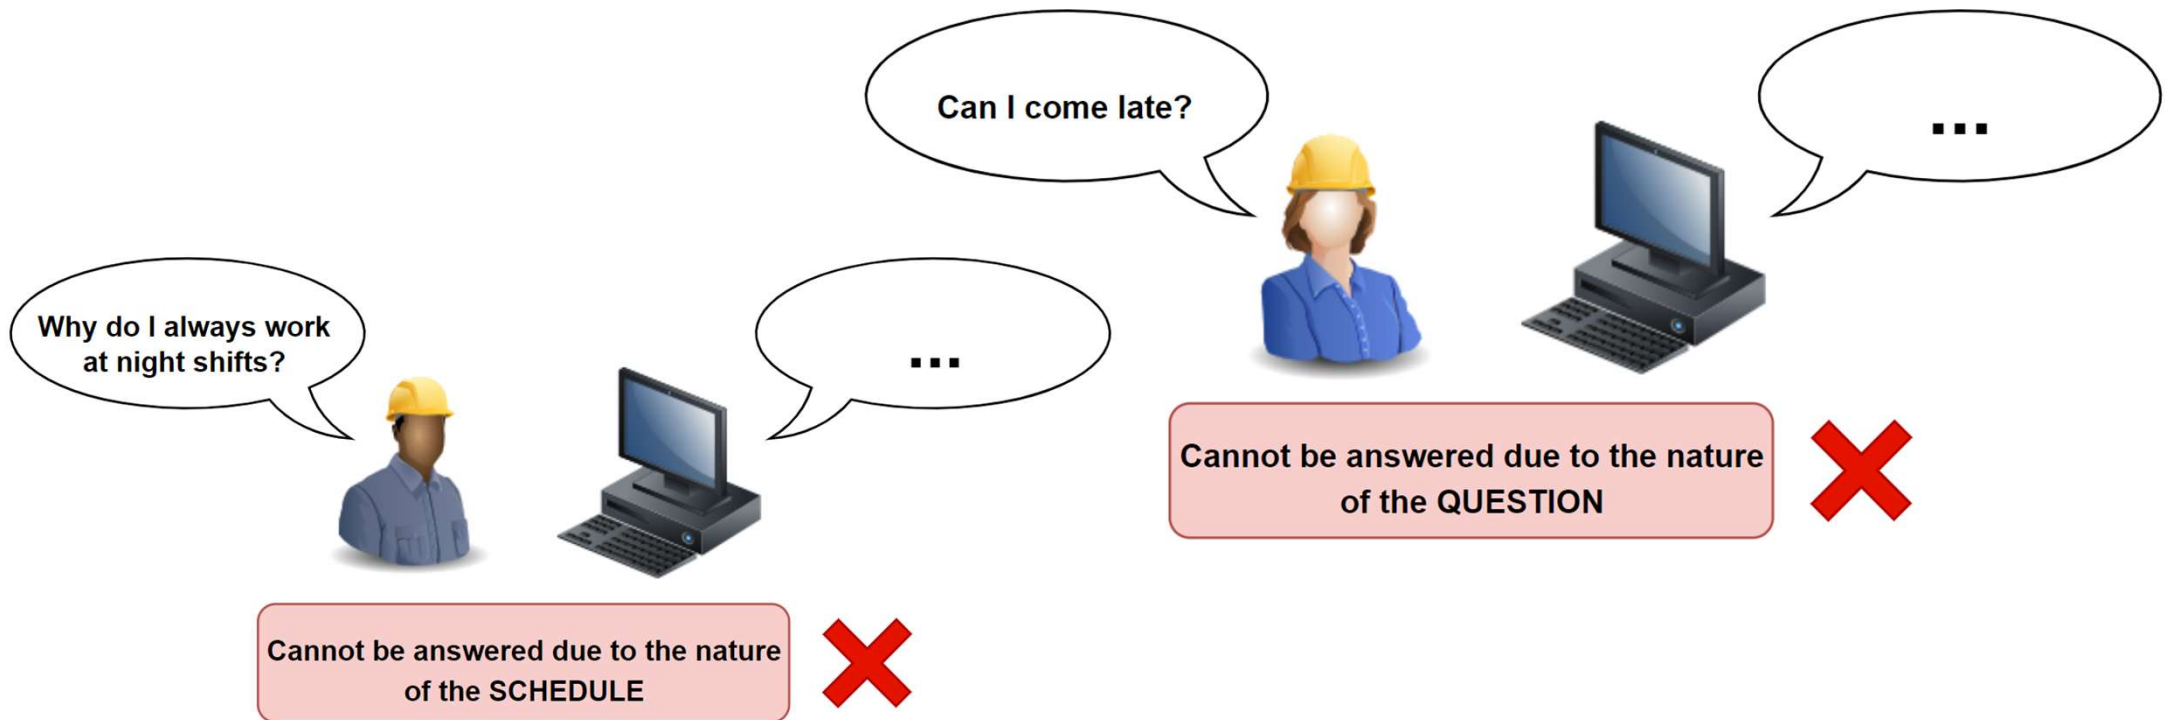 Can I come late?
...
Why do I always work
at night shifts?
...
Cannot be answered due to the nature
of the QUESTION
Cannot be answered due to the nature
of the SCHEDULE